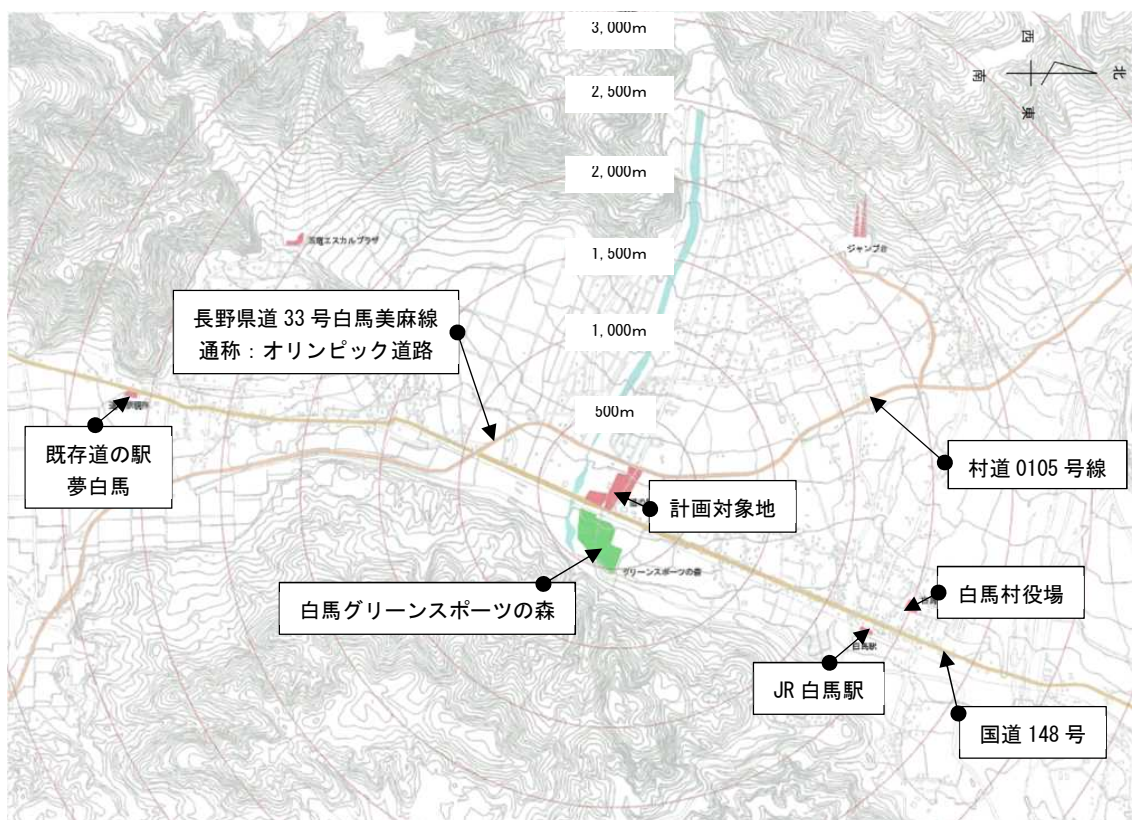 3,000m
西
南
北
東
2,500m
2,000m
1,500m
ジャンプ台
長野県道 33 号白馬美麻線
通称：オリンピック道路
1,000m
500m
既存道の駅
夢白馬
村道 0105 号線
計画対象地
グリーンスポーツの森
白馬グリーンスポーツの森
白馬村役場
白馬駅
JR 白馬駅
国道 148 号